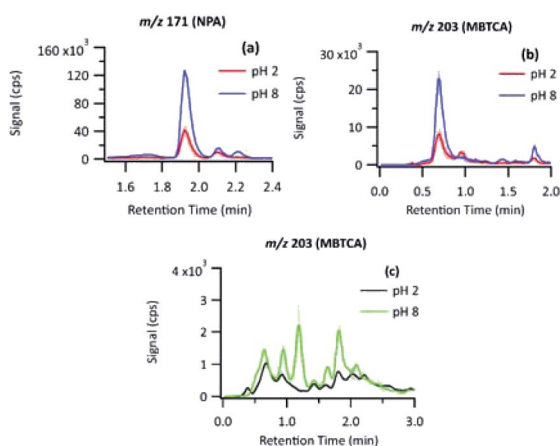 m/z 171 (NPA)
160 x10³
(a)
pH 2
pH 8
120
80
40
0
Signal (cps)
1.6 1.8 2.0 2.2 2.4
Retention Time (min)
m/z 203 (MBTCA)
30 x10³
(b)
pH 2
pH 8
20
10
0
Signal (cps)
0.0 0.5 1.0 1.5 2.0
Retention Time (min)
m/z 203 (MBTCA)
4 x10³
(c)
pH 2
pH 8
3
2
1
0
Signal (cps)
0.0 1.0 2.0 3.0
Retention Time (min)